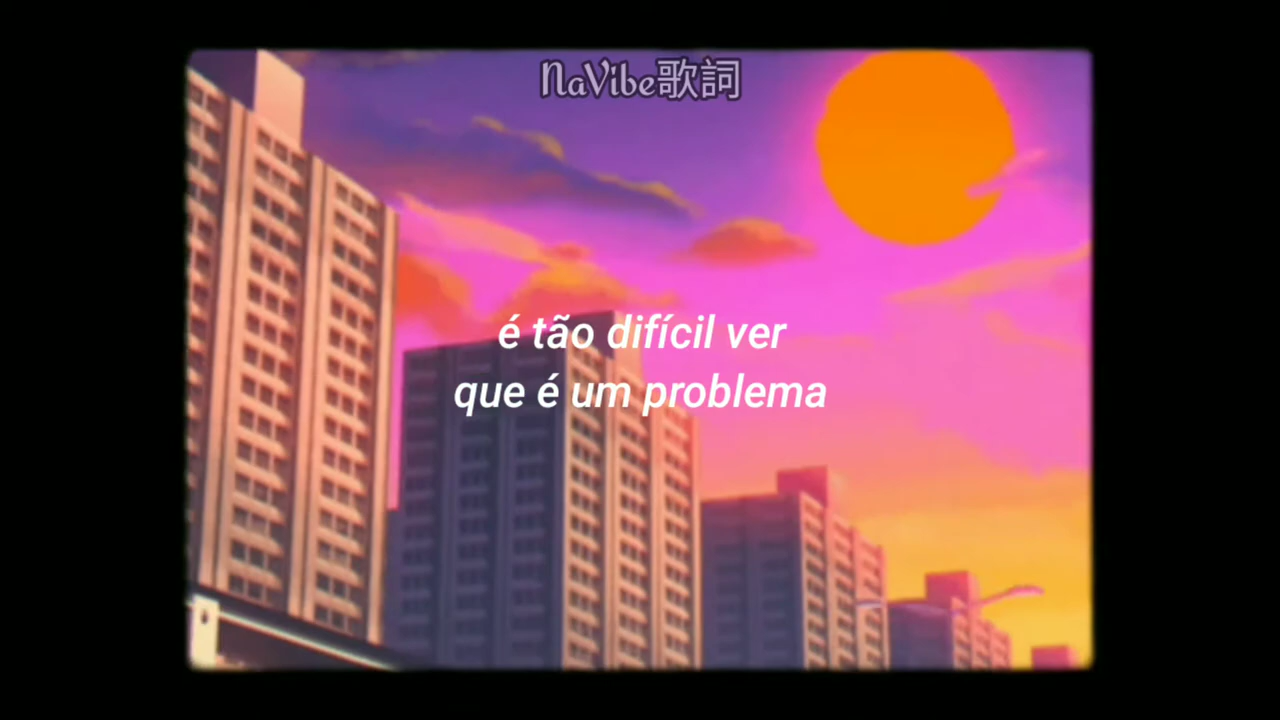 NaVibe歌詞
é tão difícil ver
que é um problema